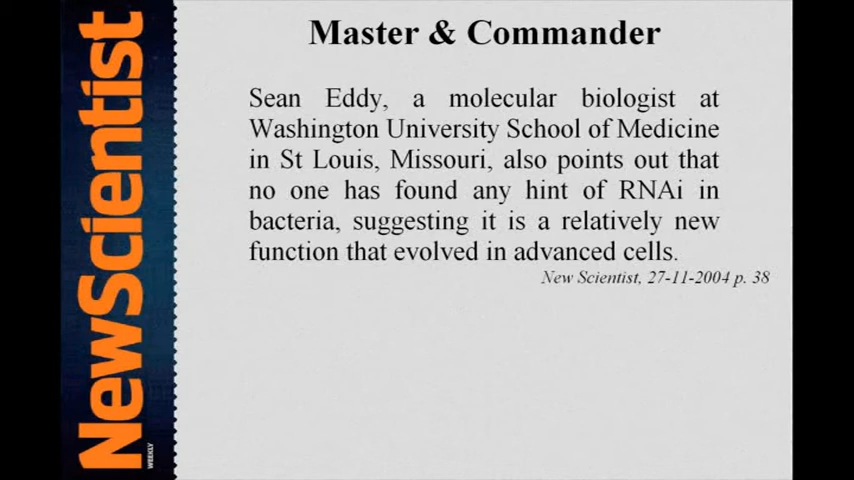 Master & Commander
Sean Eddy, a molecular biologist at
Washington University School of Medicine
in St Louis, Missouri, also points out that
no one has found any hint of RNAi in
bacteria, suggesting it is a relatively new
function that evolved in advanced cells.
New Scientist, 27-11-2004 p. 38
NewScientist
WEEKLY